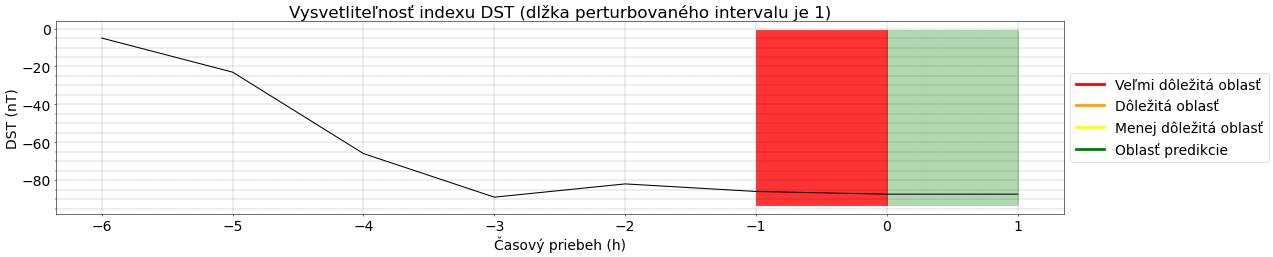 Vysvetliteľnosť indexu DST (dĺžka perturbovaného intervalu je 1)
0
−20
−40
−60
−80
DST (nT)
−6 −5 −4 −3 −2 −1 0 1
Časový priebeh (h)
Veľmi dôležitá oblasť
Dôležitá oblasť
Menej dôležitá oblasť
Oblasť predikcie